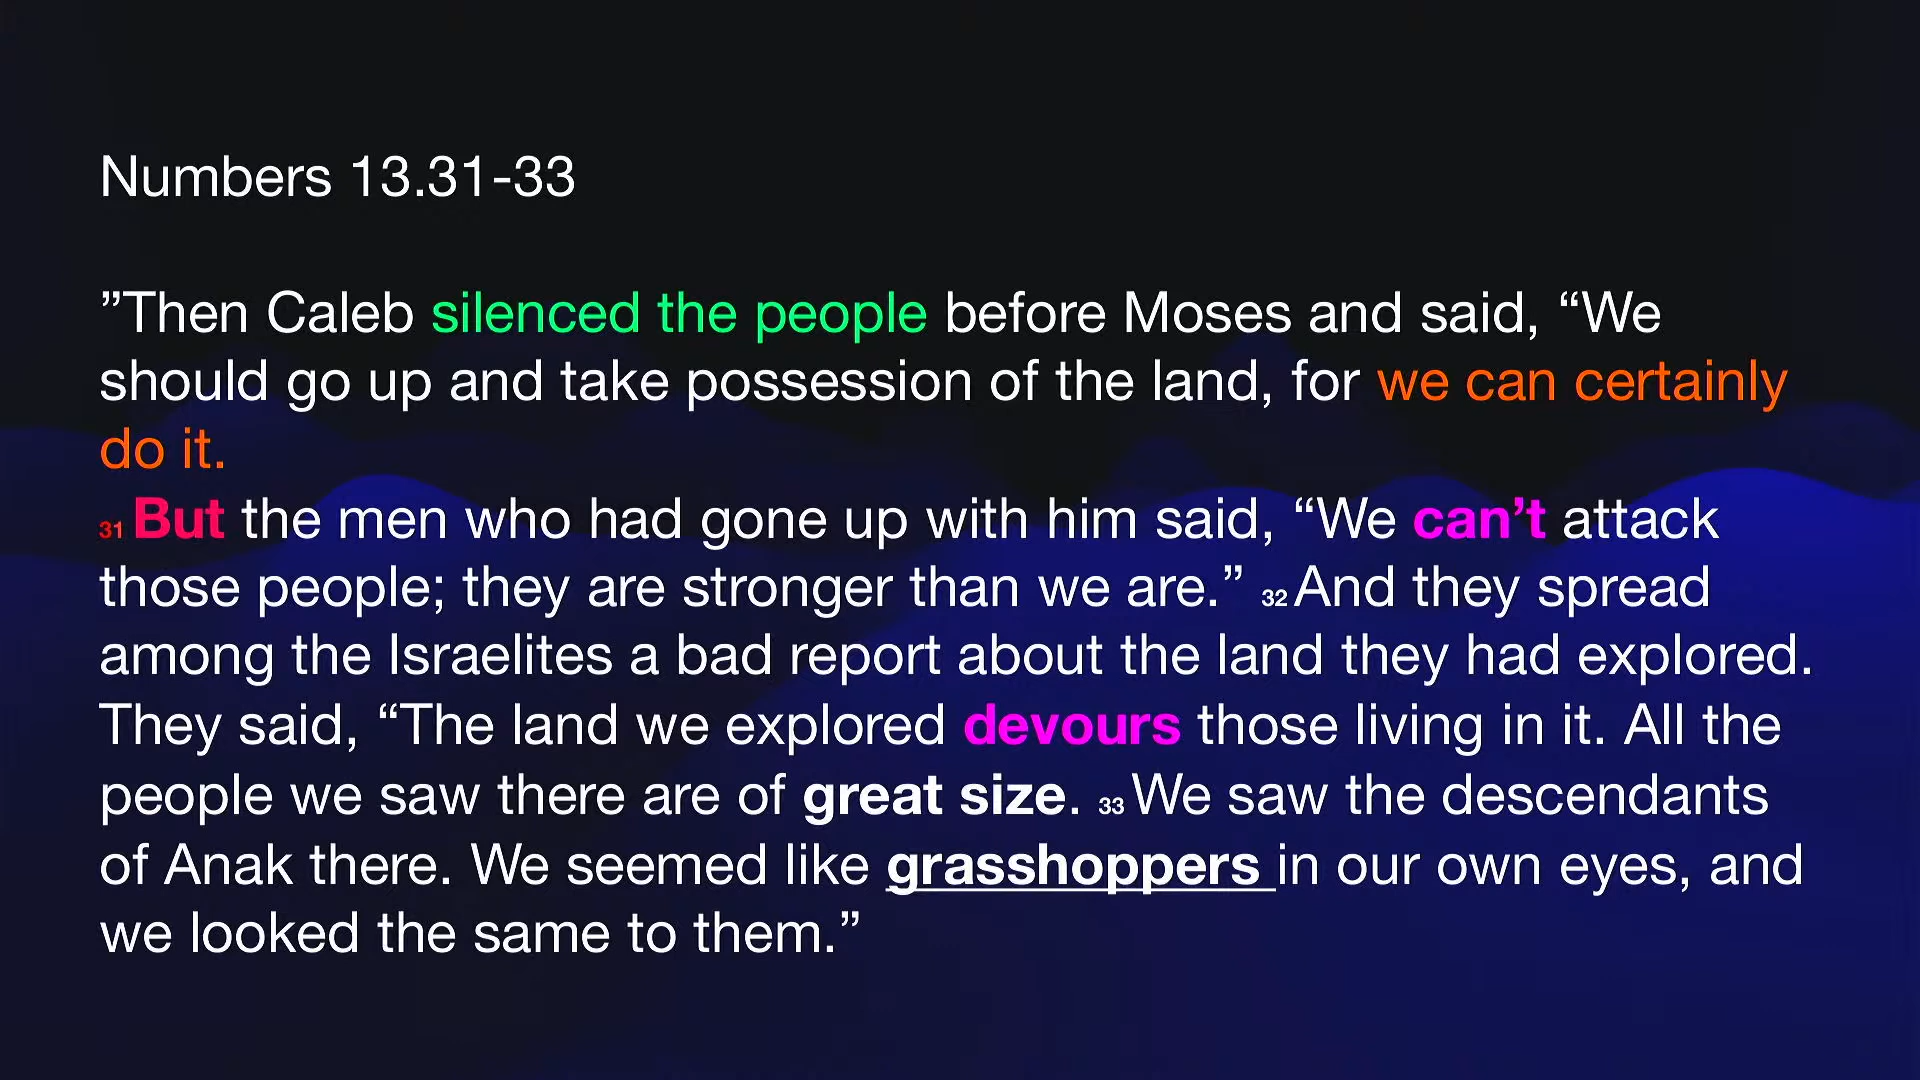 Numbers 13.31-33
”Then Caleb silenced the people before Moses and said, “We
should go up and take possession of the land, for we can certainly
do it.
31 But the men who had gone up with him said, “We can’t attack
those people; they are stronger than we are.” 32 And they spread
among the Israelites a bad report about the land they had explored.
They said, “The land we explored devours those living in it. All the
people we saw there are of great size. 33 We saw the descendants
of Anak there. We seemed like grasshoppers in our own eyes, and
we looked the same to them.”